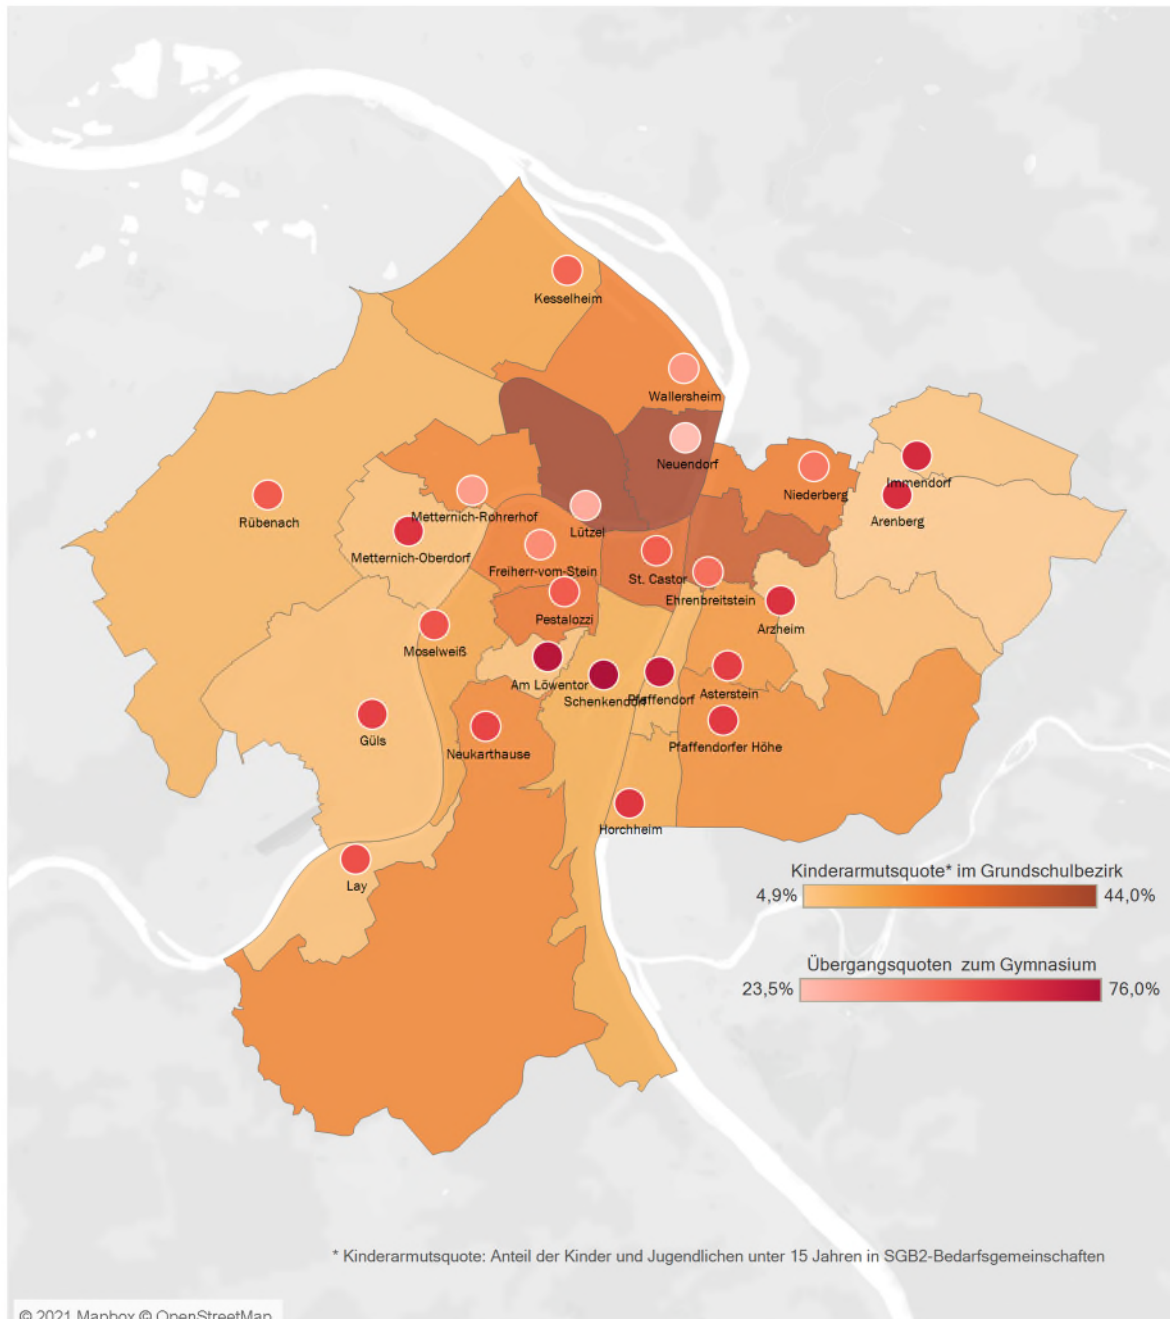 Kesselheim
Wallersheim
Neuendorf
Niederberg
Immendorf
Arenberg
Rübenach
Metternich-Rohrerhof
Lützel
Metternich-Oberdorf
Freiherr-vom-Stein
St. Castor
Ehrenbreitstein
Pestalozzi
Arzheim
Moselweiß
Am Löwentor
Schenkendorf
Pfaffendorf
Asterstein
Güls
Neukarthause
Pfaffendorfer Höhe
Horchheim
Lay
Kinderarmutsquote* im Grundschulbezirk
4,9% 44,0%
Übergangsquoten zum Gymnasium
23,5% 76,0%
* Kinderarmutsquote: Anteil der Kinder und Jugendlichen unter 15 Jahren in SGB2-Bedarfsgemeinschaften
© 2021 Mapbox © OpenStreetMap